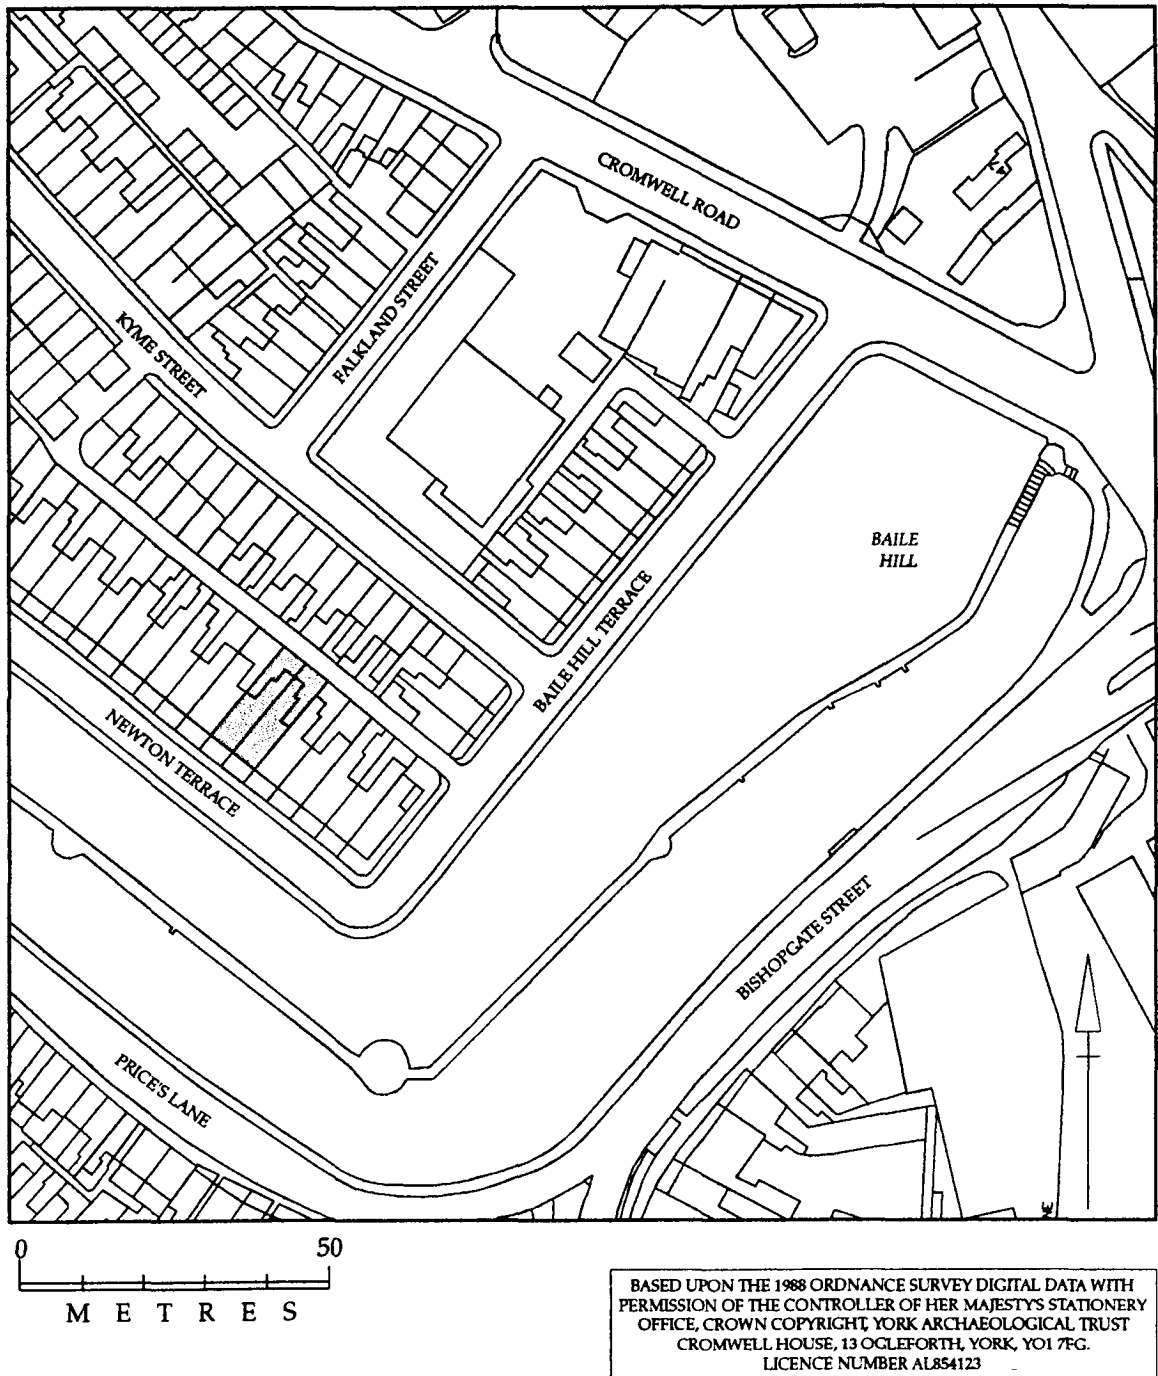 CROMWELL ROAD
FALKLAND STREET
KYME STREET
BAILE
HILL
BAILE HILL TERRACE
NEWTON TERRACE
BISHOPGATE STREET
PRICE'S LANE
0 50
METRES
BASED UPON THE 1988 ORDNANCE SURVEY DIGITAL DATA WITH
PERMISSION OF THE CONTROLLER OF HER MAJESTY'S STATIONERY
OFFICE, CROWN COPYRIGHT, YORK ARCHAEOLOGICAL TRUST
CROMWELL HOUSE, 13 OGLEFORTH, YORK, YO1 7FG.
LICENCE NUMBER AL854123